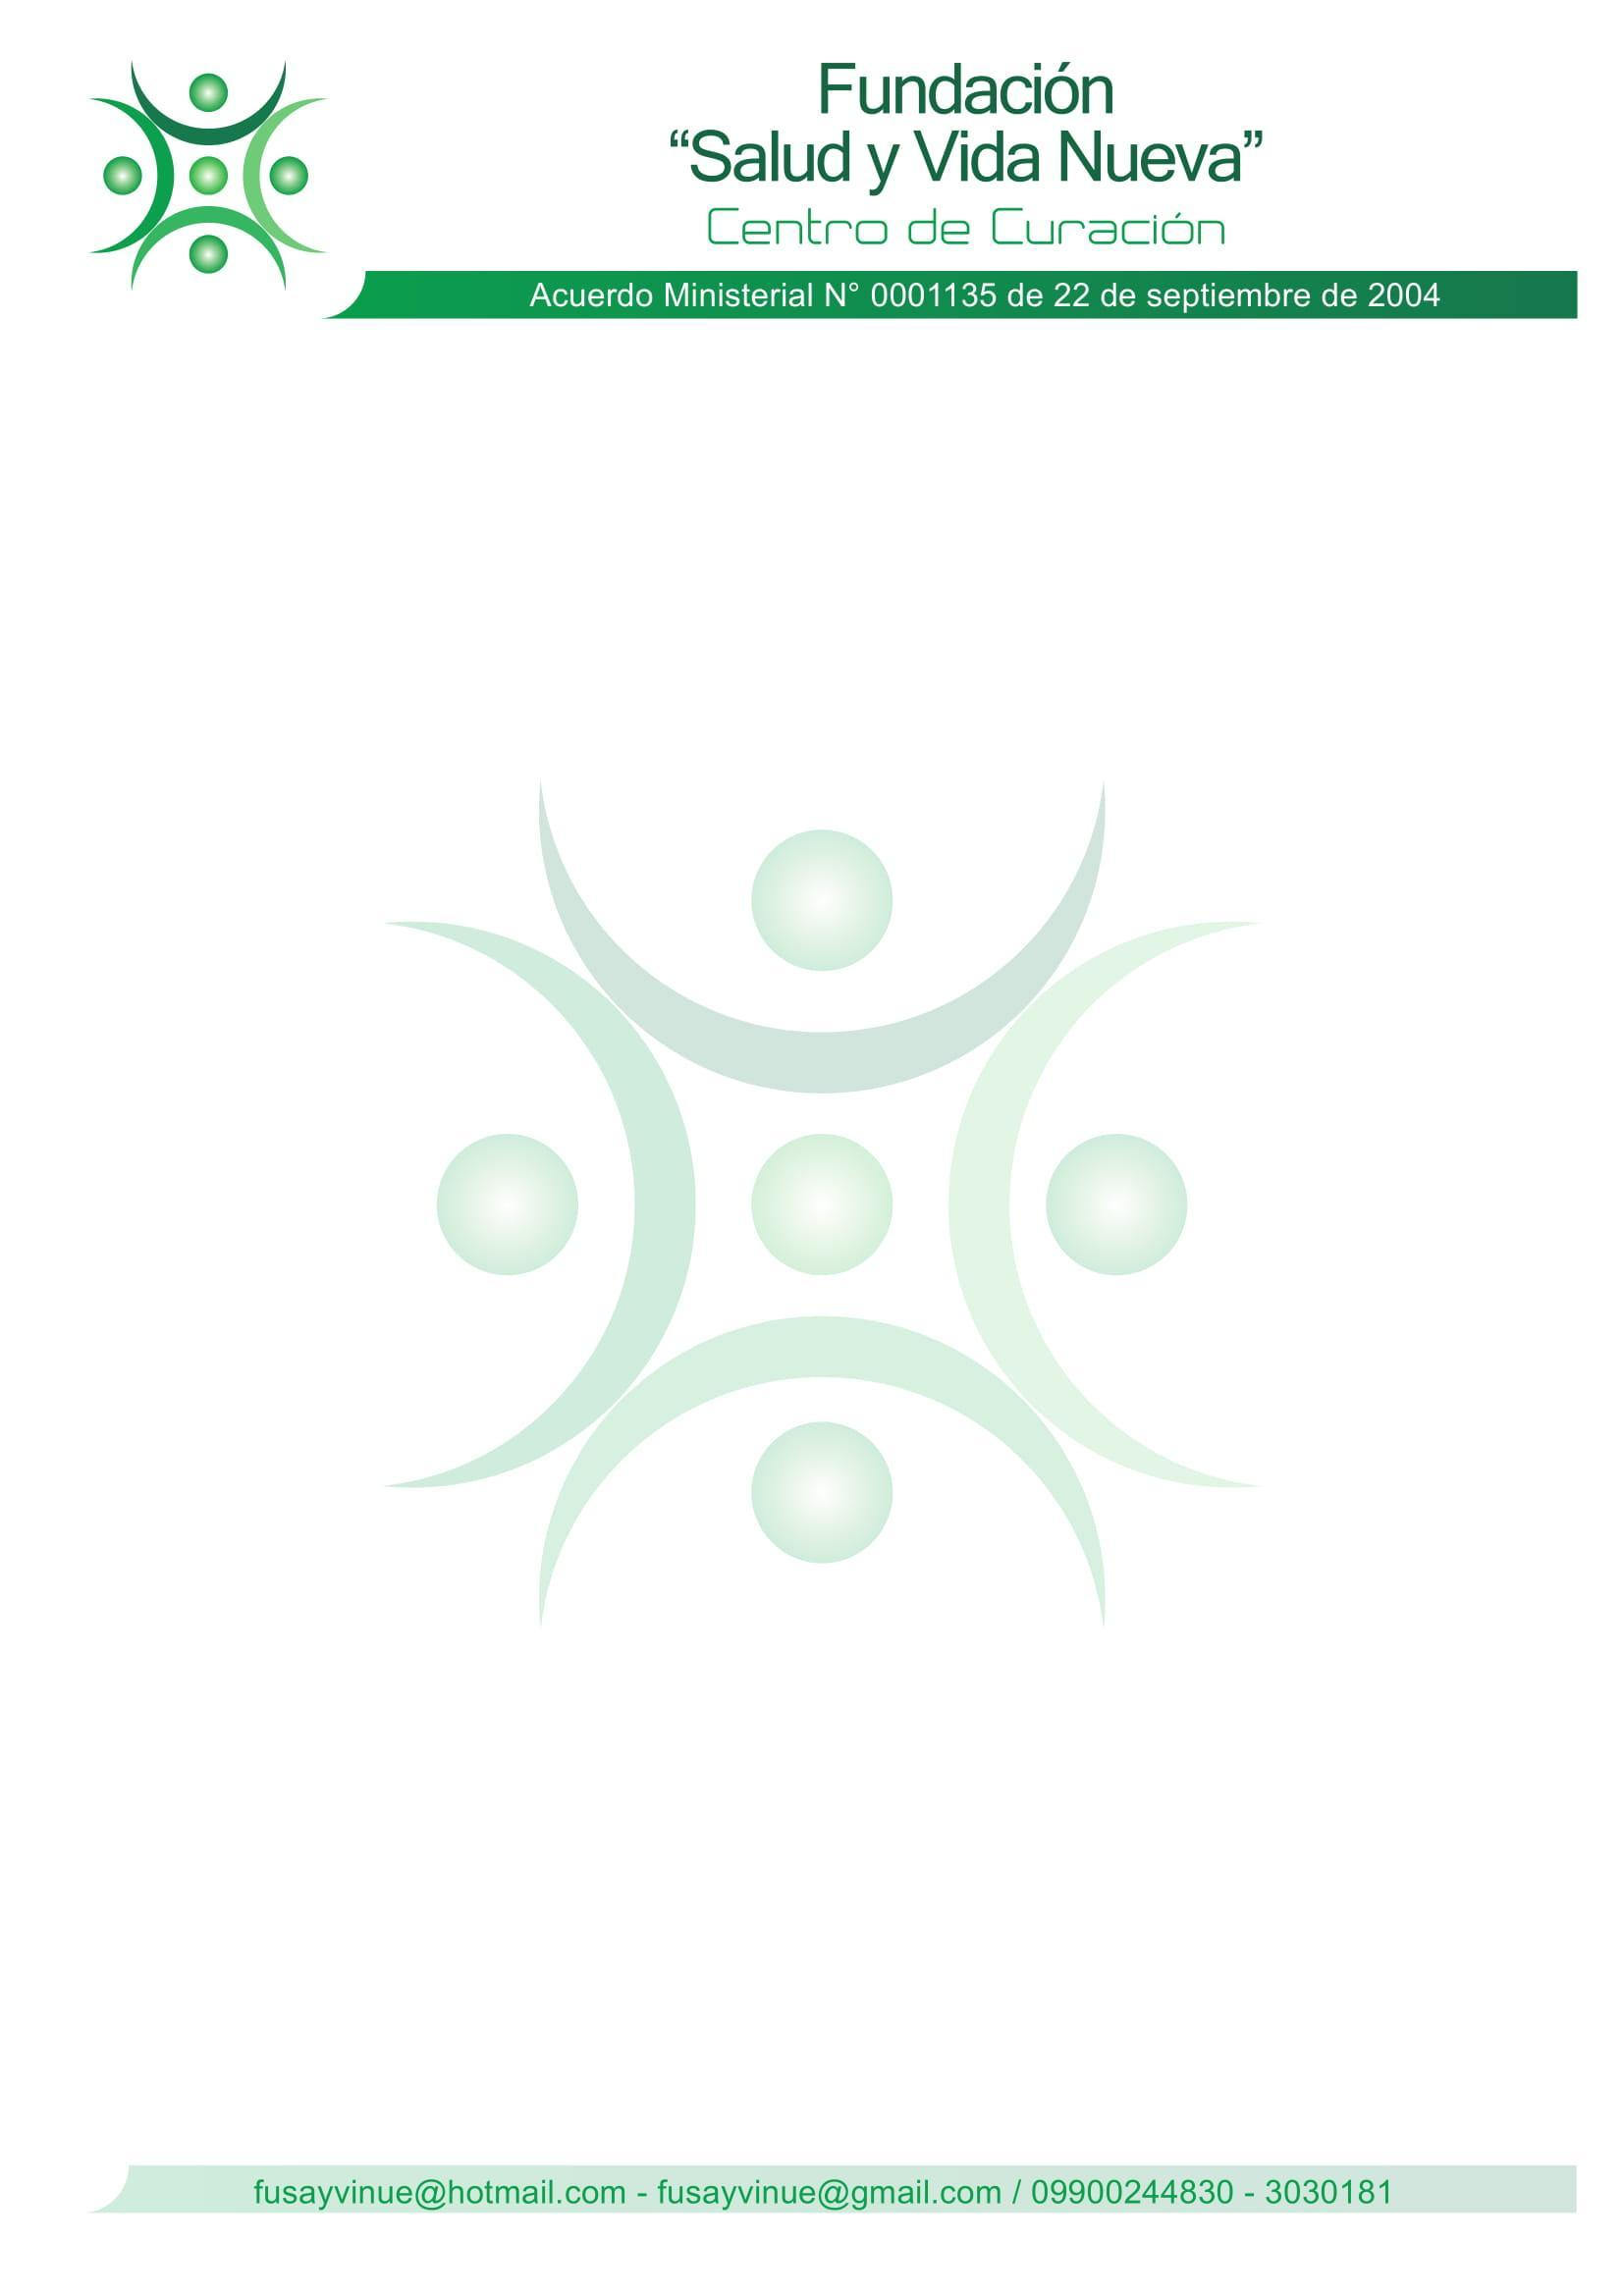 Fundación
“Salud y Vida Nueva”
Centro de Curación
Acuerdo Ministerial N° 0001135 de 22 de septiembre de 2004
fusayvinue@hotmail.com - fusayvinue@gmail.com / 09900244830 - 3030181